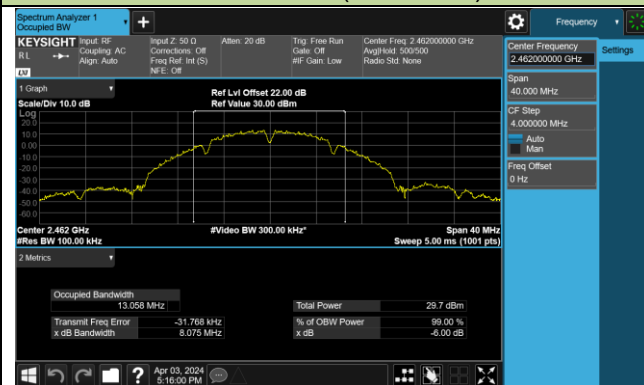 Spectrum Analyzer 1
Occupied BW
Frequency
KEYSIGHT
Input: RF
Coupling: AC
Align: Auto
Input Z: 50 Ω
Corrections: Off
Freq Ref: Int (S)
NFE: Off
Atten: 20 dB
Trig: Free Run
Gate: Off
#IF Gain: Low
Center Freq: 2.462000000 GHz
Avg|Hold: 500/500
Radio Std: None
RL
LVI
Center Frequency
2.462000000 GHz
Settings
Span
40.000 MHz
CF Step
4.000000 MHz
Auto
Man
Freq Offset
0 Hz
1 Graph
Scale/Div 10.0 dB
Ref Lvl Offset 22.00 dB
Ref Value 30.00 dBm
Log
20.0
10.0
0.00
-10.0
-20.0
-30.0
-40.0
-50.0
-60.0
Center 2.462 GHz
#Res BW 100.00 kHz
#Video BW 300.00 kHz*
Span 40 MHz
Sweep 5.00 ms (1001 pts)
2 Metrics
Occupied Bandwidth
13.058 MHz
Total Power 29.7 dBm
Transmit Freq Error -31.768 kHz
% of OBW Power 99.00 %
x dB Bandwidth 8.075 MHz
x dB -6.00 dB
Apr 03, 2024
5:16:00 PM